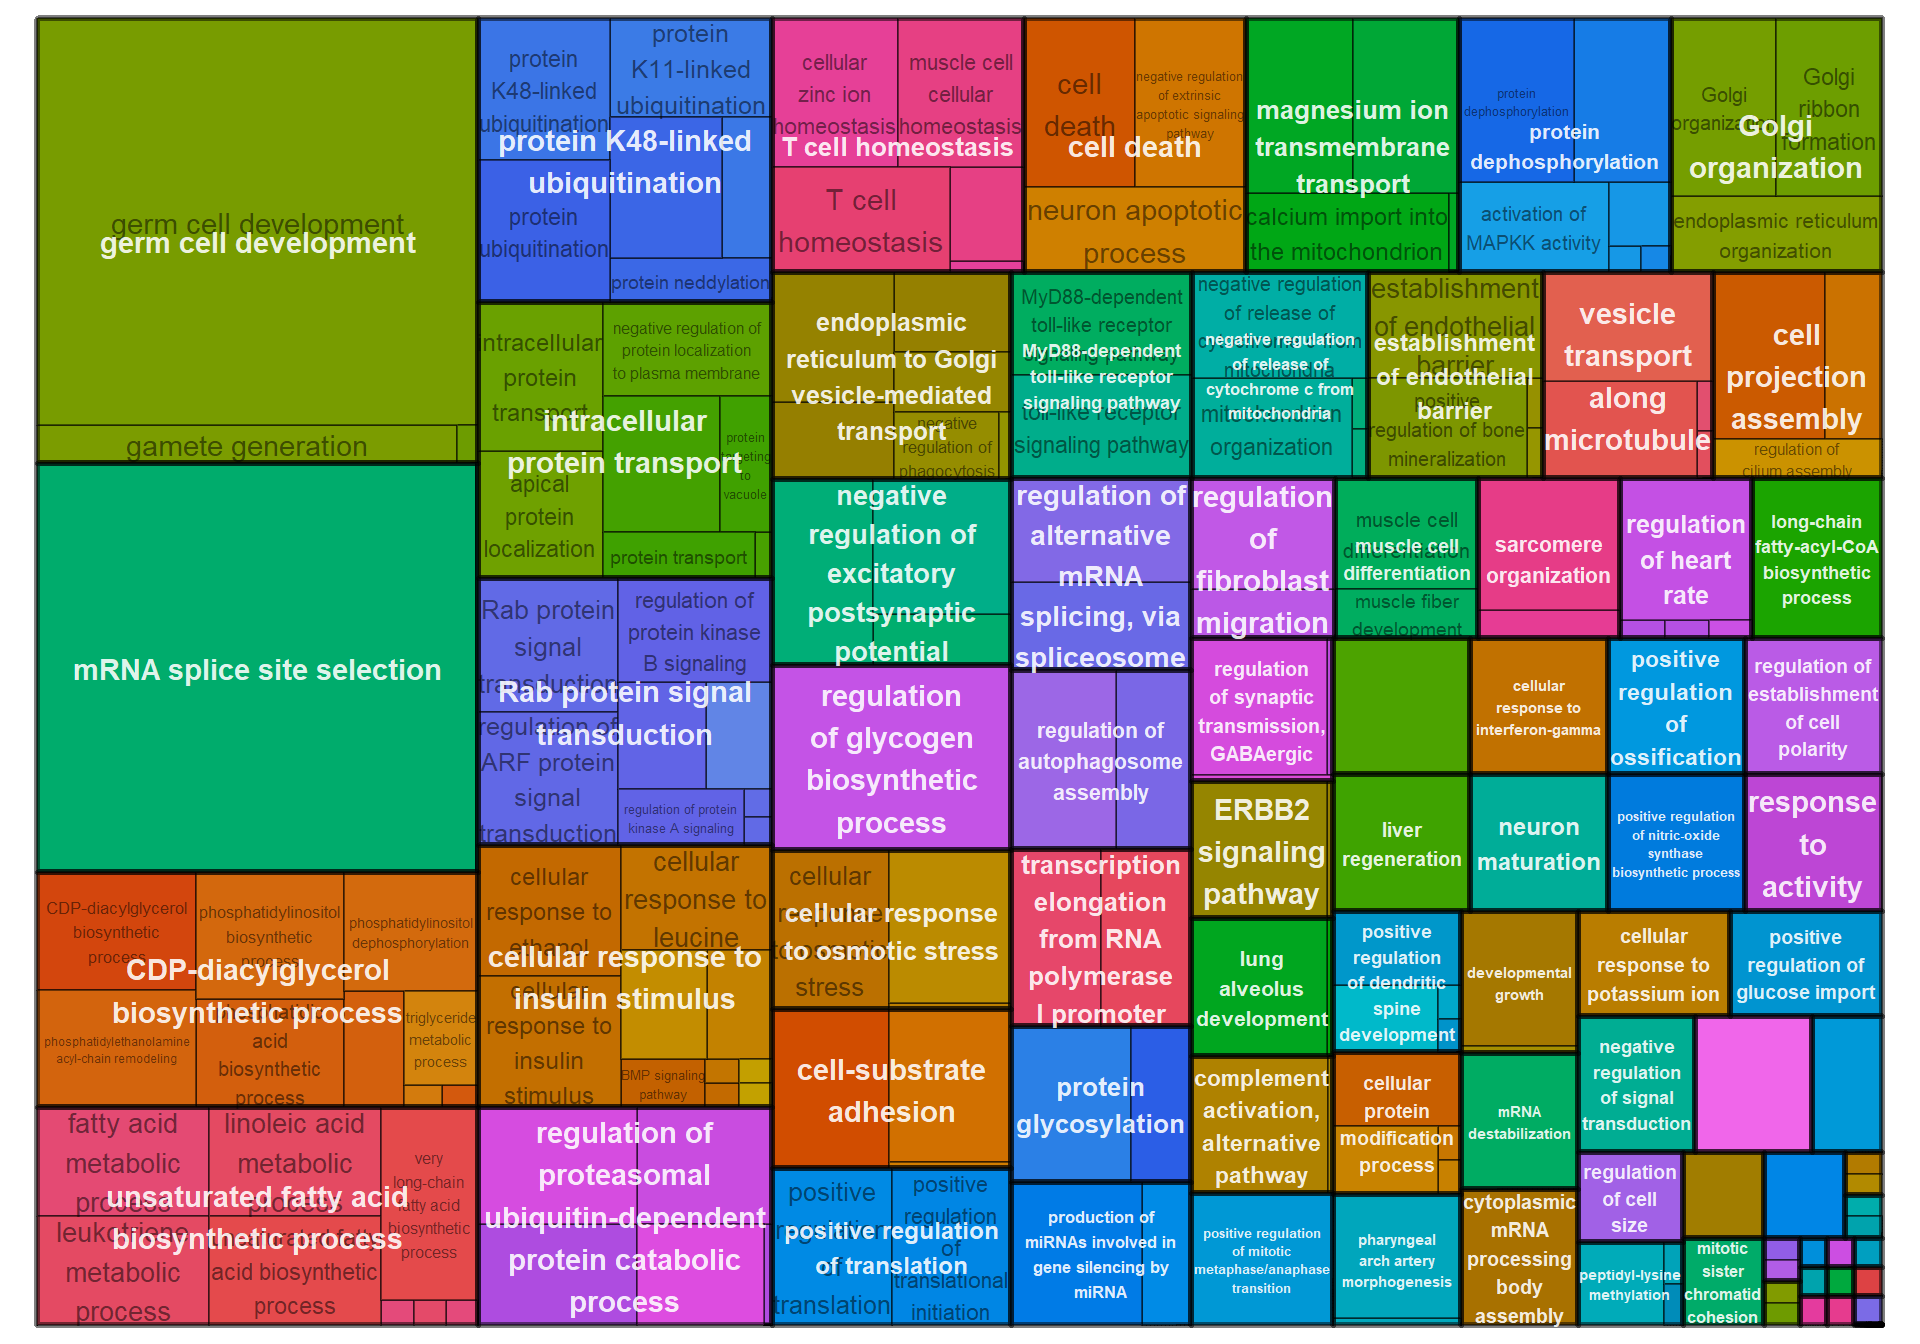 germ cell development
germ cell development
gamete generation
mRNA splice site selection
CDP-diacylglycerol
biosynthetic
process
phosphatidylinositol
biosynthetic
process
phosphatidylinositol
dephosphorylation
CDP-diacylglycerol
biosynthetic process
phosphatidylethanolamine
acyl-chain remodeling
acid
biosynthetic
process
triglyceride
metabolic
process
fatty acid
metabolic
process
linoleic acid
metabolic
process
very
long-chain
fatty acid
biosynthetic
process
unsaturated fatty acid
biosynthetic process
leukotriene
metabolic
process
acid biosynthetic
process
protein
K48-linked
ubiquitination
protein
K11-linked
ubiquitination
protein K48-linked
ubiquitination
protein
ubiquitination
protein neddylation
intracellular
protein
transport
negative regulation of
protein localization
to plasma membrane
intracellular
protein transport
protein
targeting
to
vacuole
apical
protein
localization
protein transport
Rab protein
signal
transduction
regulation of
protein kinase
B signaling
Rab protein signal
transduction
regulation of
ARF protein
signal
transduction
regulation of protein
kinase A signaling
cellular
response to
ethanol
cellular
response to
leucine
cellular response to
insulin stimulus
cellular
response to
insulin
stimulus
BMP signaling
pathway
regulation of
proteasomal
ubiquitin-dependent
protein catabolic
process
cellular
zinc ion
homeostasis
muscle cell
cellular
homeostasis
T cell homeostasis
T cell
homeostasis
cell
death
negative regulation
of extrinsic
apoptotic signaling
pathway
cell death
neuron apoptotic
process
magnesium ion
transmembrane
transport
calcium import into
the mitochondrion
protein
dephosphorylation
protein
dephosphorylation
activation of
MAPKK activity
Golgi
organization
Golgi
ribbon
formation
Golgi
organization
endoplasmic reticulum
organization
endoplasmic
reticulum to Golgi
vesicle-mediated
transport
negative
regulation of
phagocytosis
MyD88-dependent
toll-like receptor
signaling pathway
MyD88-dependent
toll-like receptor
signaling pathway
toll-like receptor
signaling pathway
negative regulation
of release of
cytochrome c from
mitochondria
negative regulation
of release of
cytochrome c from
mitochondria
mitochondrion
organization
establishment
of endothelial
barrier
establishment
of endothelial
barrier
positive
regulation of bone
mineralization
vesicle
transport
along
microtubule
cell
projection
assembly
regulation of
cilium assembly
negative
regulation of
excitatory
postsynaptic
potential
regulation of
alternative
mRNA
splicing, via
spliceosome
regulation
of
fibroblast
migration
muscle cell
differentiation
muscle cell
differentiation
muscle fiber
development
sarcomere
organization
regulation
of heart
rate
long-chain
fatty-acyl-CoA
biosynthetic
process
regulation
of glycogen
biosynthetic
process
regulation of
autophagosome
assembly
regulation
of synaptic
transmission,
GABAergic
cellular
response to
interferon-gamma
positive
regulation
of
ossification
regulation of
establishment
of cell
polarity
ERBB2
signaling
pathway
liver
regeneration
neuron
maturation
positive regulation
of nitric-oxide
synthase
biosynthetic process
response
to
activity
cellular
stress
cellular response
to osmotic stress
transcription
elongation
from RNA
polymerase
I promoter
lung
alveolus
development
positive
regulation
of dendritic
spine
development
developmental
growth
cellular
response to
potassium ion
positive
regulation of
glucose import
cell-substrate
adhesion
protein
glycosylation
complement
activation,
alternative
pathway
cellular
protein
modification
process
mRNA
destabilization
negative
regulation
of signal
transduction
positive
regulation
of
translation
positive
regulation
of
translational
initiation
positive regulation
of translation
production of
miRNAs involved in
gene silencing by
miRNA
positive regulation
of mitotic
metaphase/anaphase
transition
pharyngeal
arch artery
morphogenesis
cytoplasmic
mRNA
processing
body
assembly
regulation
of cell
size
peptidyl-lysine
methylation
mitotic
sister
chromatid
cohesion